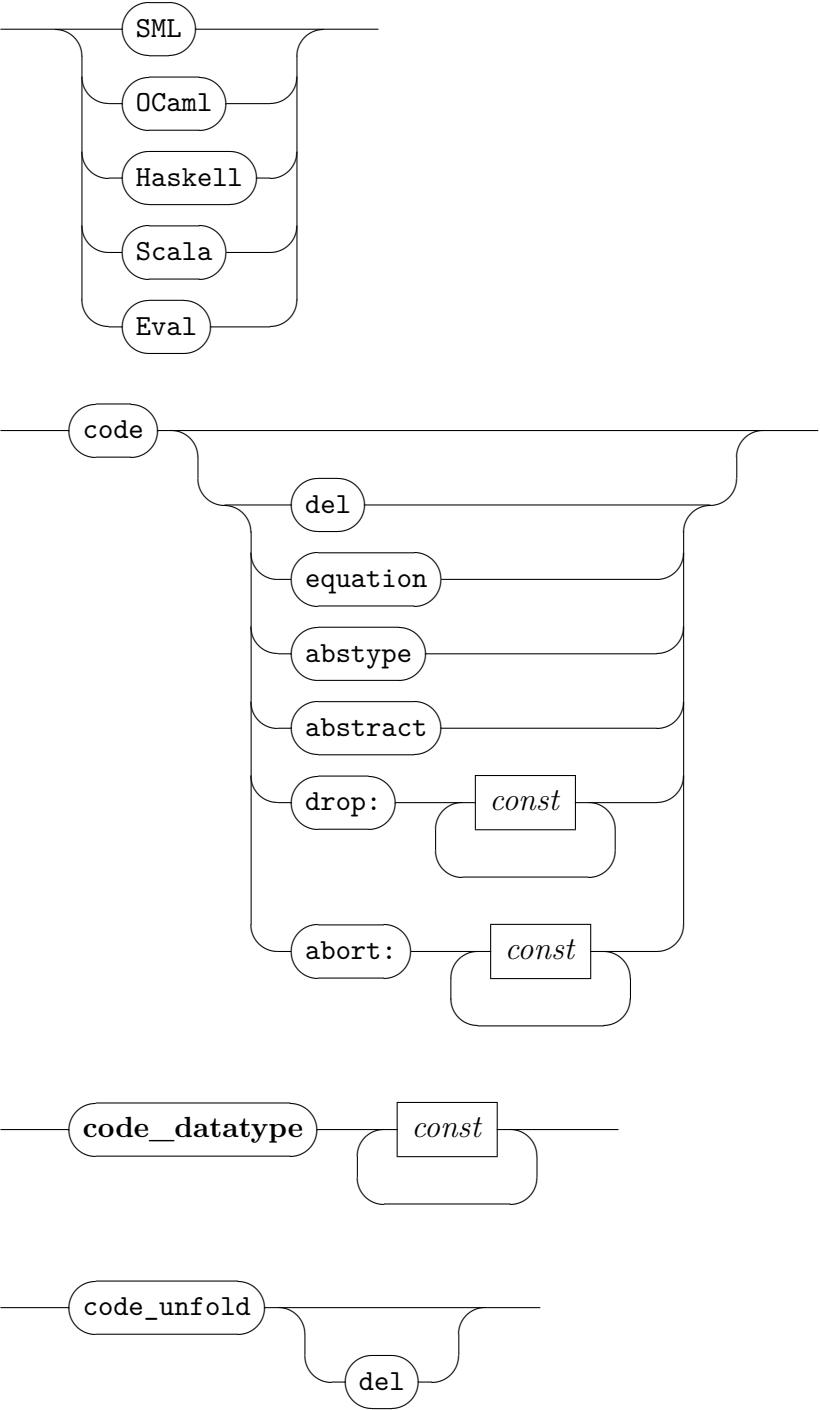 SML
OCaml
Haskell
Scala
Eval
code
del
equation
abstype
abstract
drop: const
abort: const
code_datatype const
code_unfold
del